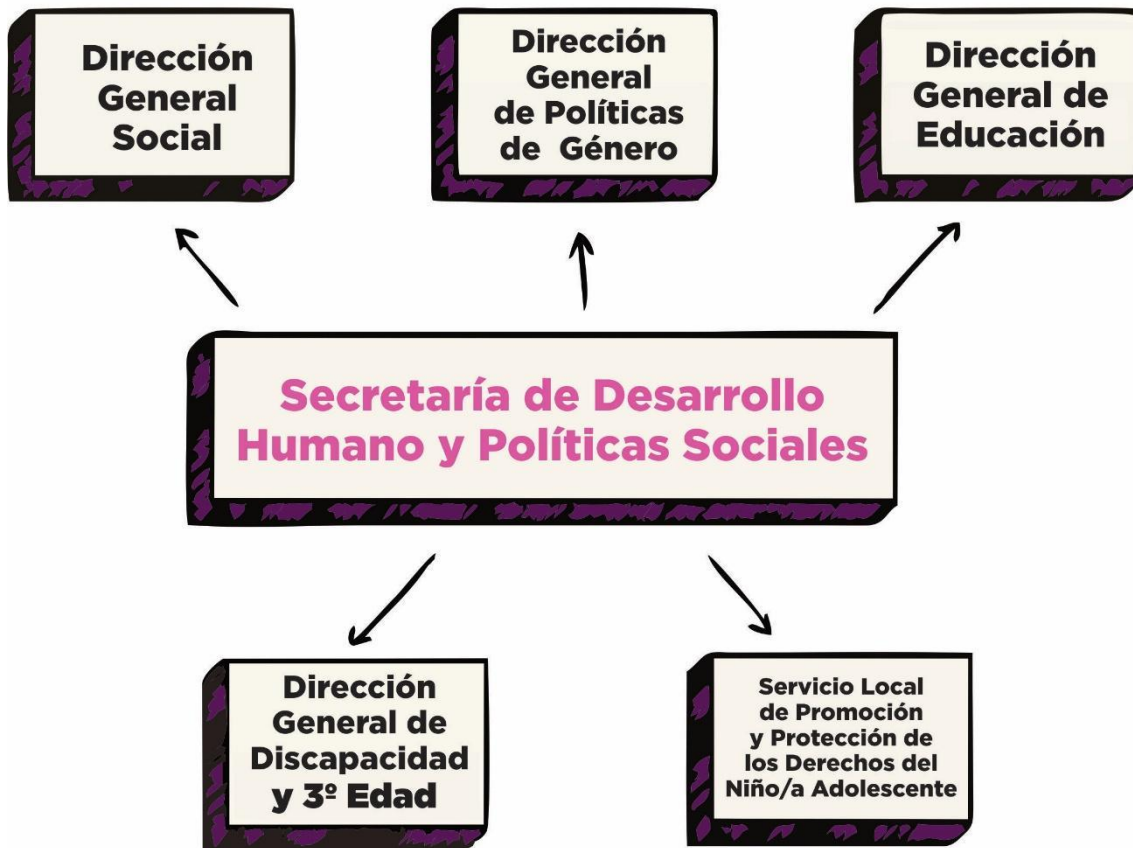 Dirección
General
Social
Dirección
General
de Políticas
de Género
Dirección
General de
Educación
Secretaría de Desarrollo
Humano y Políticas Sociales
Dirección
General de
Discapacidad
y 3º Edad
Servicio Local
de Promoción
y Protección de
los Derechos del
Niño/a Adolescente